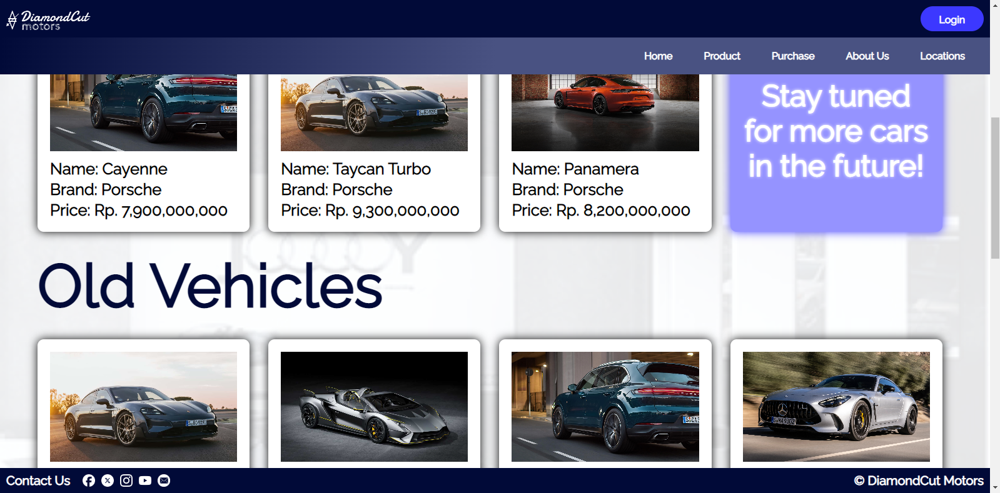 DiamondCut
motors
Login
Home Product Purchase About Us Locations
Name: Cayenne
Brand: Porsche
Price: Rp. 7,900,000,000
Name: Taycan Turbo
Brand: Porsche
Price: Rp. 9,300,000,000
Name: Panamera
Brand: Porsche
Price: Rp. 8,200,000,000
Stay tuned
for more cars
in the future!
Old Vehicles
Contact Us
© DiamondCut Motors